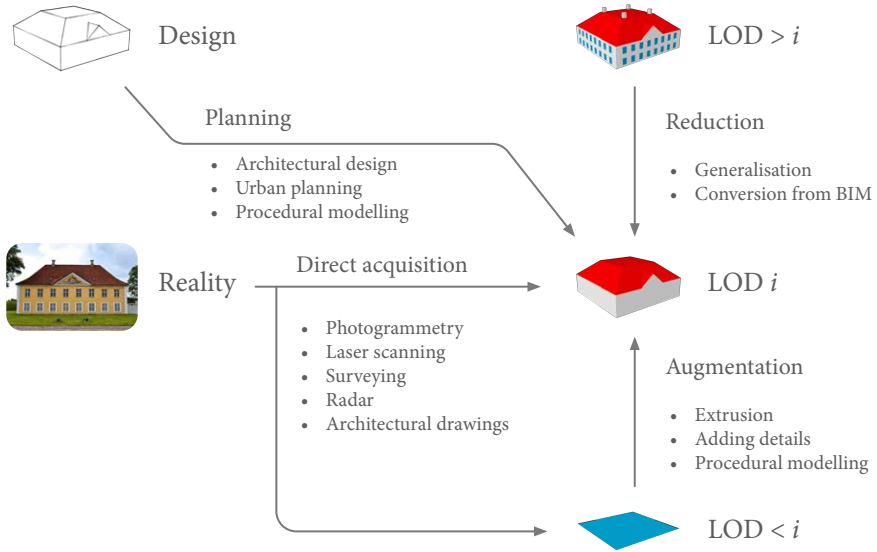 Design
LOD > i
Planning
• Architectural design
• Urban planning
• Procedural modelling
Reduction
• Generalisation
• Conversion from BIM
Reality
Direct acquisition
• Photogrammetry
• Laser scanning
• Surveying
• Radar
• Architectural drawings
LOD i
Augmentation
• Extrusion
• Adding details
• Procedural modelling
LOD < i